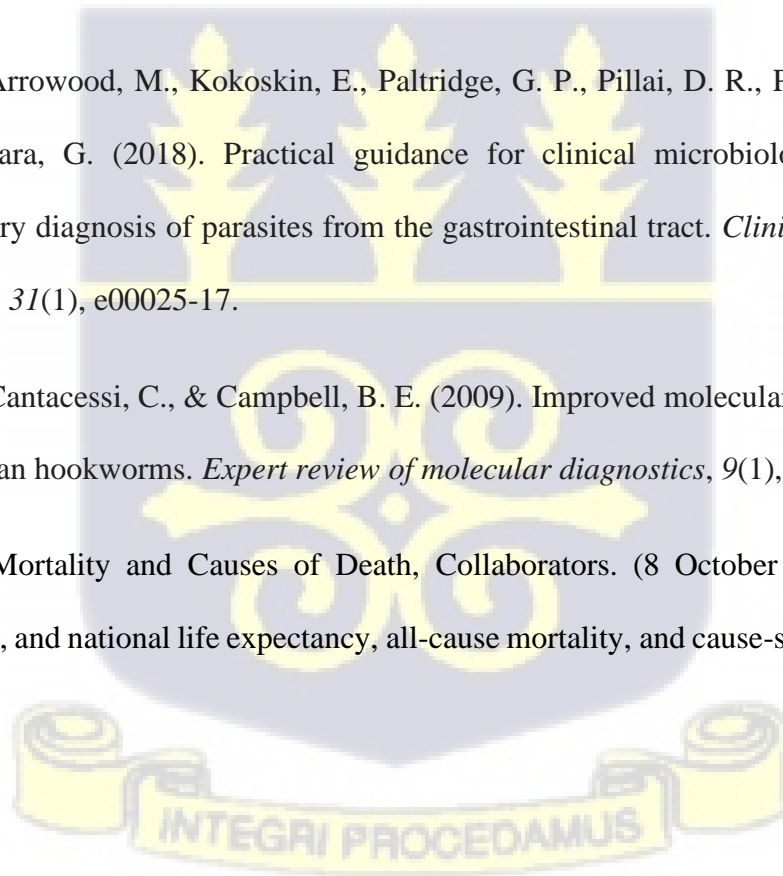 Arrowood, M., Kokoskin, E., Paltridge, G. P., Pillai, D. R., P
ara, G. (2018). Practical guidance for clinical microbiolo
ry diagnosis of parasites from the gastrointestinal tract. Clini
31(1), e00025-17.
Cantacessi, C., & Campbell, B. E. (2009). Improved molecular
an hookworms. Expert review of molecular diagnostics, 9(1),
Mortality and Causes of Death, Collaborators. (8 October
, and national life expectancy, all-cause mortality, and cause-s
INTEGRI PROCEDAMUS